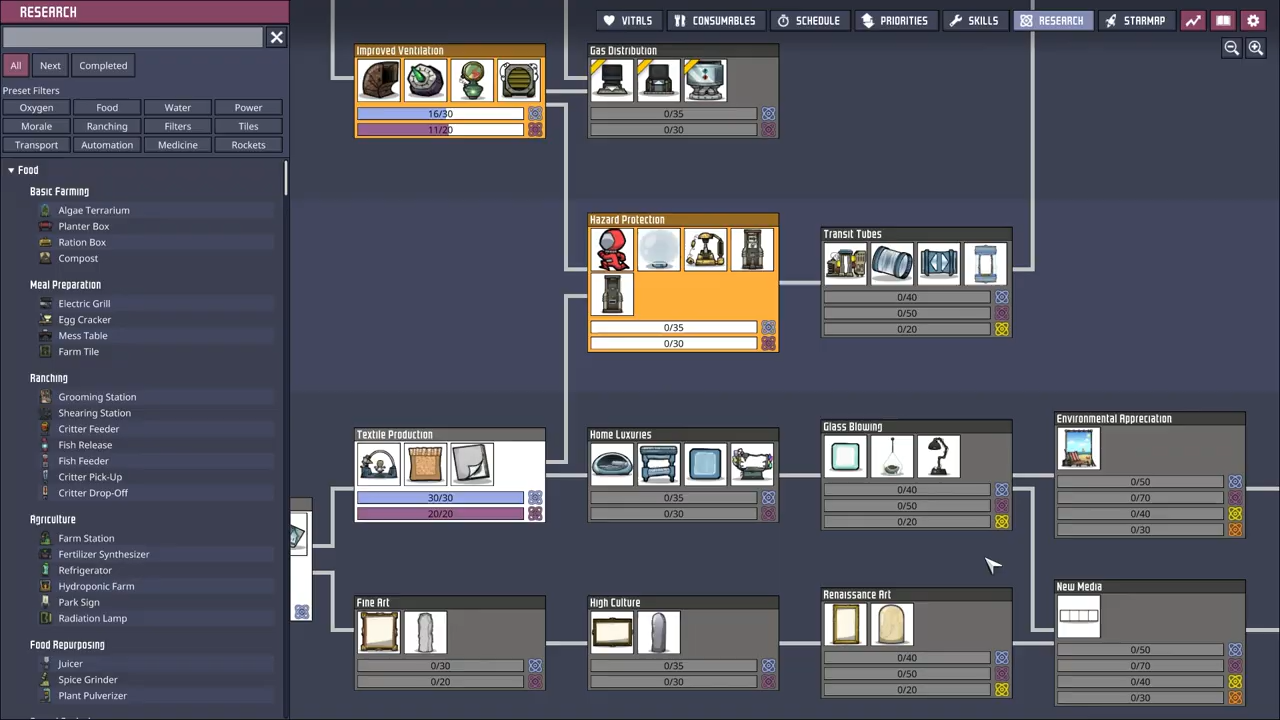 RESEARCH
VITALS
CONSUMABLES
SCHEDULE
PRIORITIES
SKILLS
RESEARCH
STARMAP
All
Next
Completed
Preset Filters
Oxygen
Food
Water
Power
Morale
Ranching
Filters
Tiles
Transport
Automation
Medicine
Rockets
Food
Basic Farming
Algae Terrarium
Planter Box
Ration Box
Compost
Meal Preparation
Electric Grill
Egg Cracker
Mess Table
Farm Tile
Ranching
Grooming Station
Shearing Station
Critter Feeder
Fish Release
Fish Feeder
Critter Pick-Up
Critter Drop-Off
Agriculture
Farm Station
Fertilizer Synthesizer
Refrigerator
Hydroponic Farm
Park Sign
Radiation Lamp
Food Repurposing
Juicer
Spice Grinder
Plant Pulverizer
Improved Ventilation
16/30
11/20
Gas Distribution
0/35
0/30
Hazard Protection
0/35
0/30
Transit Tubes
0/40
0/50
0/20
Textile Production
30/30
20/20
Home Luxuries
0/35
0/30
Glass Blowing
0/40
0/50
0/20
Environmental Appreciation
0/50
0/70
0/40
0/30
Fine Art
0/30
0/20
High Culture
0/35
0/30
Renaissance Art
0/40
0/50
0/20
New Media
0/50
0/70
0/40
0/30